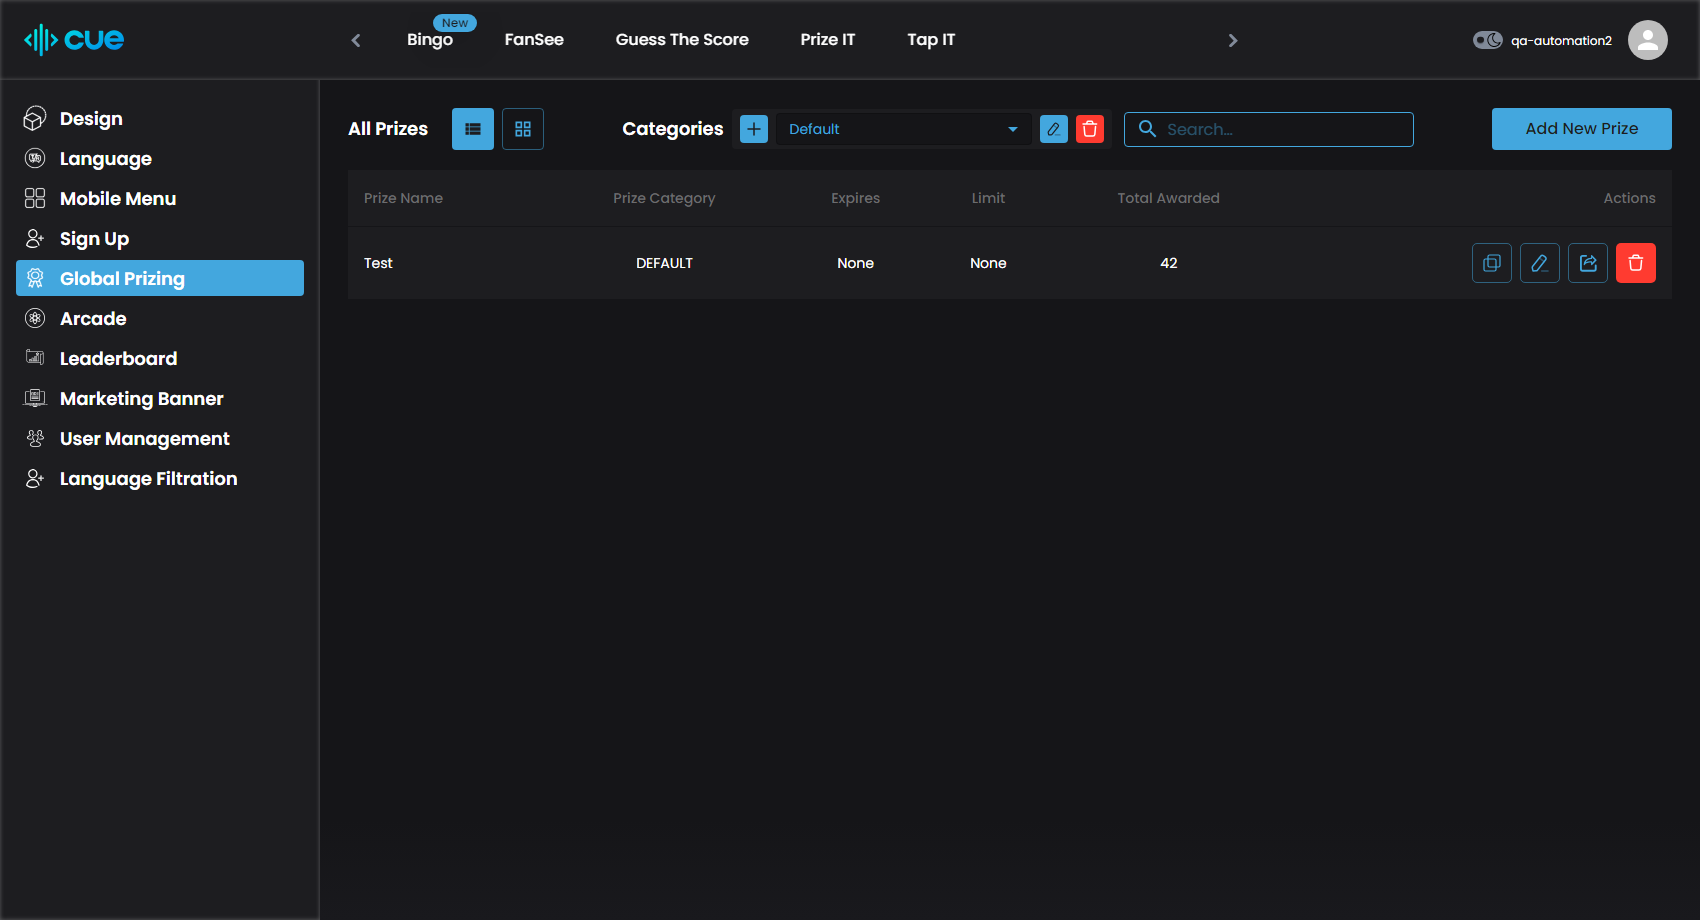 cue
New
Bingo FanSee Guess The Score Prize IT Tap IT
qa-automation2
Design
Language
Mobile Menu
Sign Up
Global Prizing
Arcade
Leaderboard
Marketing Banner
User Management
Language Filtration
All Prizes Categories Default Search... Add New Prize
Prize Name Prize Category Expires Limit Total Awarded Actions
Test DEFAULT None None 42